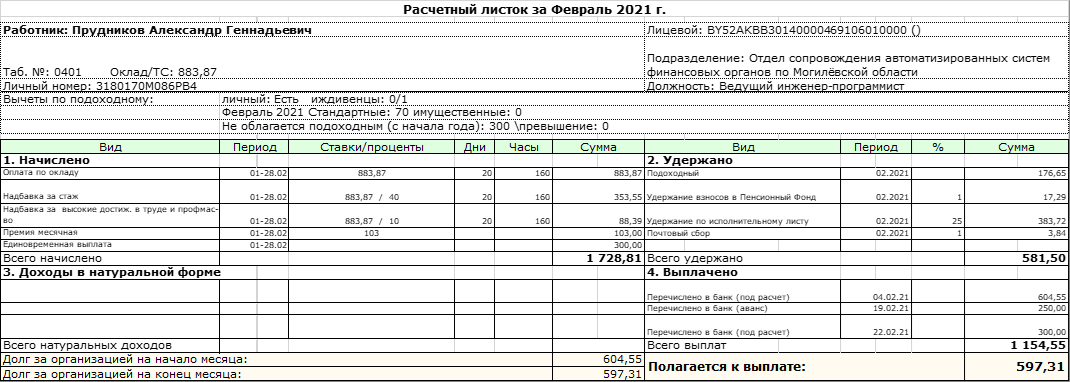 Расчетный листок за Февраль 2021 г.
Работник: Прудников Александр Геннадьевич Лицевой: BY52AKBB30140000469106010000 ()
Таб. №: 0401 Оклад/ТС: 883,87 Подразделение: Отдел сопровождения автоматизированных систем
финансовых органов по Могилёвской области
Личный номер: 3180170M086PB4 Должность: Ведущий инженер-программист
Вычеты по подоходному: личный: Есть иждивенцы: 0/1
Февраль 2021 Стандартные: 70 имущественные: 0
Не облагается подоходным (с начала года): 300 \превышение: 0
Вид Период Ставки/проценты Дни Часы Сумма Вид Период % Сумма
1. Начислено 2. Удержано
Оплата по окладу 01-28.02 883,87 20 160 883,87 Подоходный 02.2021 176,65
Надбавка за стаж 01-28.02 883,87 / 40 20 160 353,55 Удержание взносов в Пенсионный Фонд 02.2021 1 17,29
Надбавка за высокие достиж. в труде и профмас-
во 01-28.02 883,87 / 10 20 160 88,39 Удержание по исполнительному листу 02.2021 25 383,72
Премия месячная 01-28.02 103 103,00 Почтовый сбор 02.2021 1 3,84
Единовременная выплата 01-28.02 300,00
Всего начислено 1 728,81 Всего удержано 581,50
3. Доходы в натуральной форме 4. Выплачено
Перечислено в банк (под расчет) 04.02.21 604,55
Перечислено в банк (аванс) 19.02.21 250,00
Перечислено в банк (под расчет) 22.02.21 300,00
Всего натуральных доходов Всего выплат 1 154,55
Долг за организацией на начало месяца: 604,55
Полагается к выплате: 597,31
Долг за организацией на конец месяца: 597,31